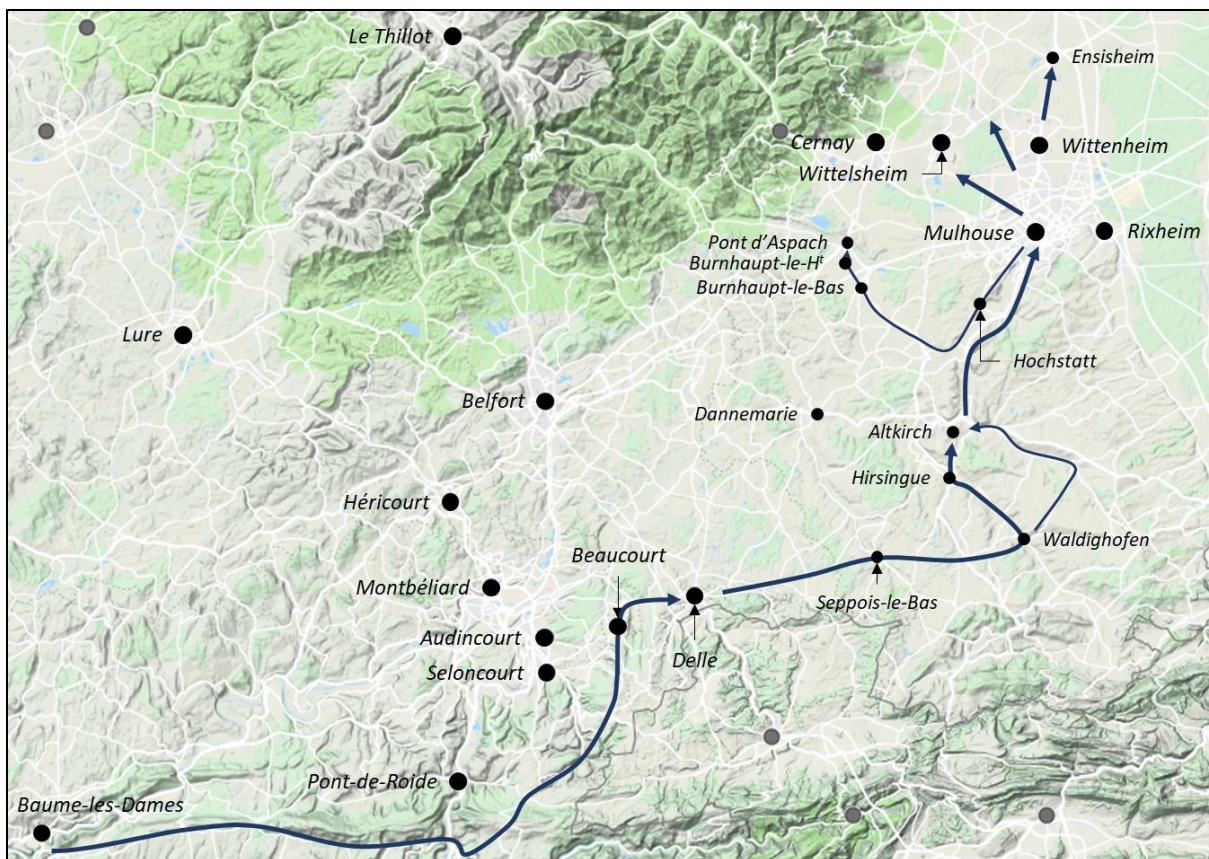 Le Thillot
Ensisheim
Cernay
Wittenheim
Wittelsheim
Mulhouse
Rixheim
Pont d’Aspach
Burnhaupt-le-Hᵗ
Burnhaupt-le-Bas
Lure
Hochstatt
Belfort
Dannemarie
Altkirch
Hirsingue
Héricourt
Waldighofen
Beaucourt
Montbéliard
Seppois-le-Bas
Audincourt
Delle
Seloncourt
Pont-de-Roide
Baume-les-Dames